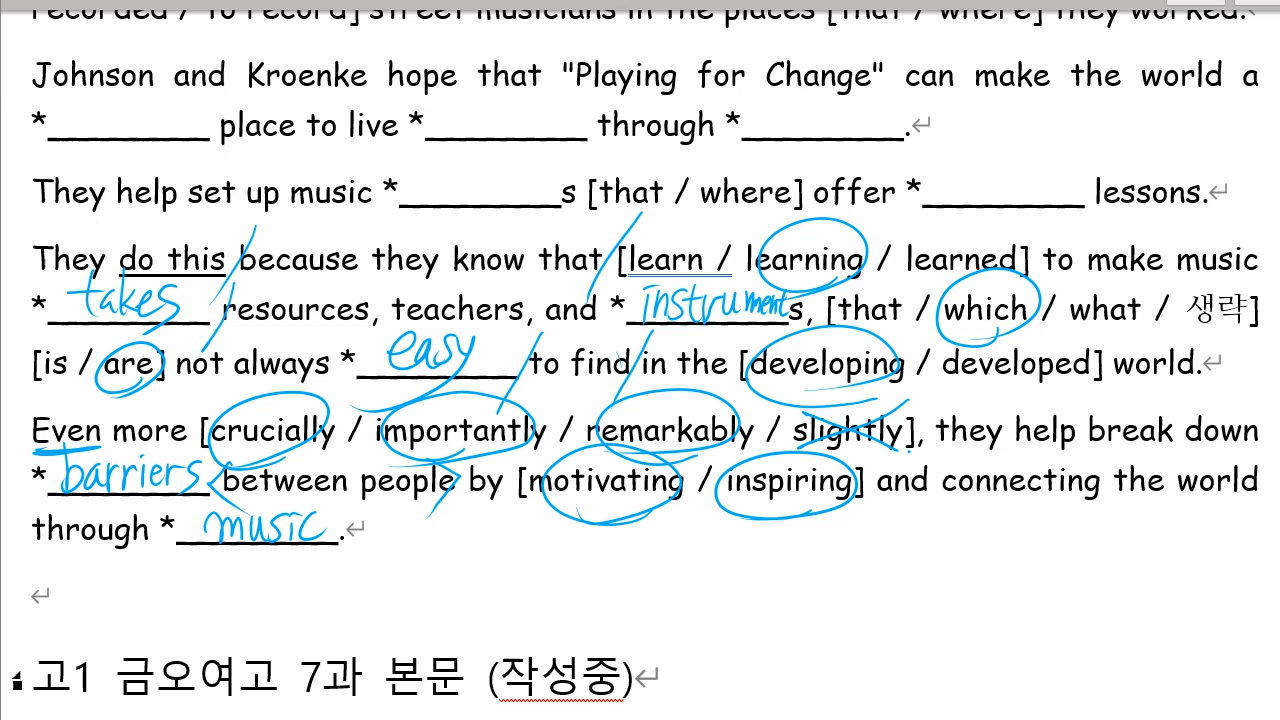 recorded / to record] street musicians in the places [that / where] they worked.↵
Johnson and Kroenke hope that "Playing for Change" can make the world a
*__________ place to live *__________ through *__________.↵
They help set up music *__________s [that / where] offer *__________ lessons.↵
They do this because they know that [learn / learning / learned] to make music
* takes resources, teachers, and * instruments, [that / which / what / 생략]
[is / are] not always * easy to find in the [developing / developed] world.↵
Even more [crucially / importantly / remarkably / slightly], they help break down
* barriers between people by [motivating / inspiring] and connecting the world
through * music.↵
↵
고1 금오여고 7과 본문 (작성중)↵